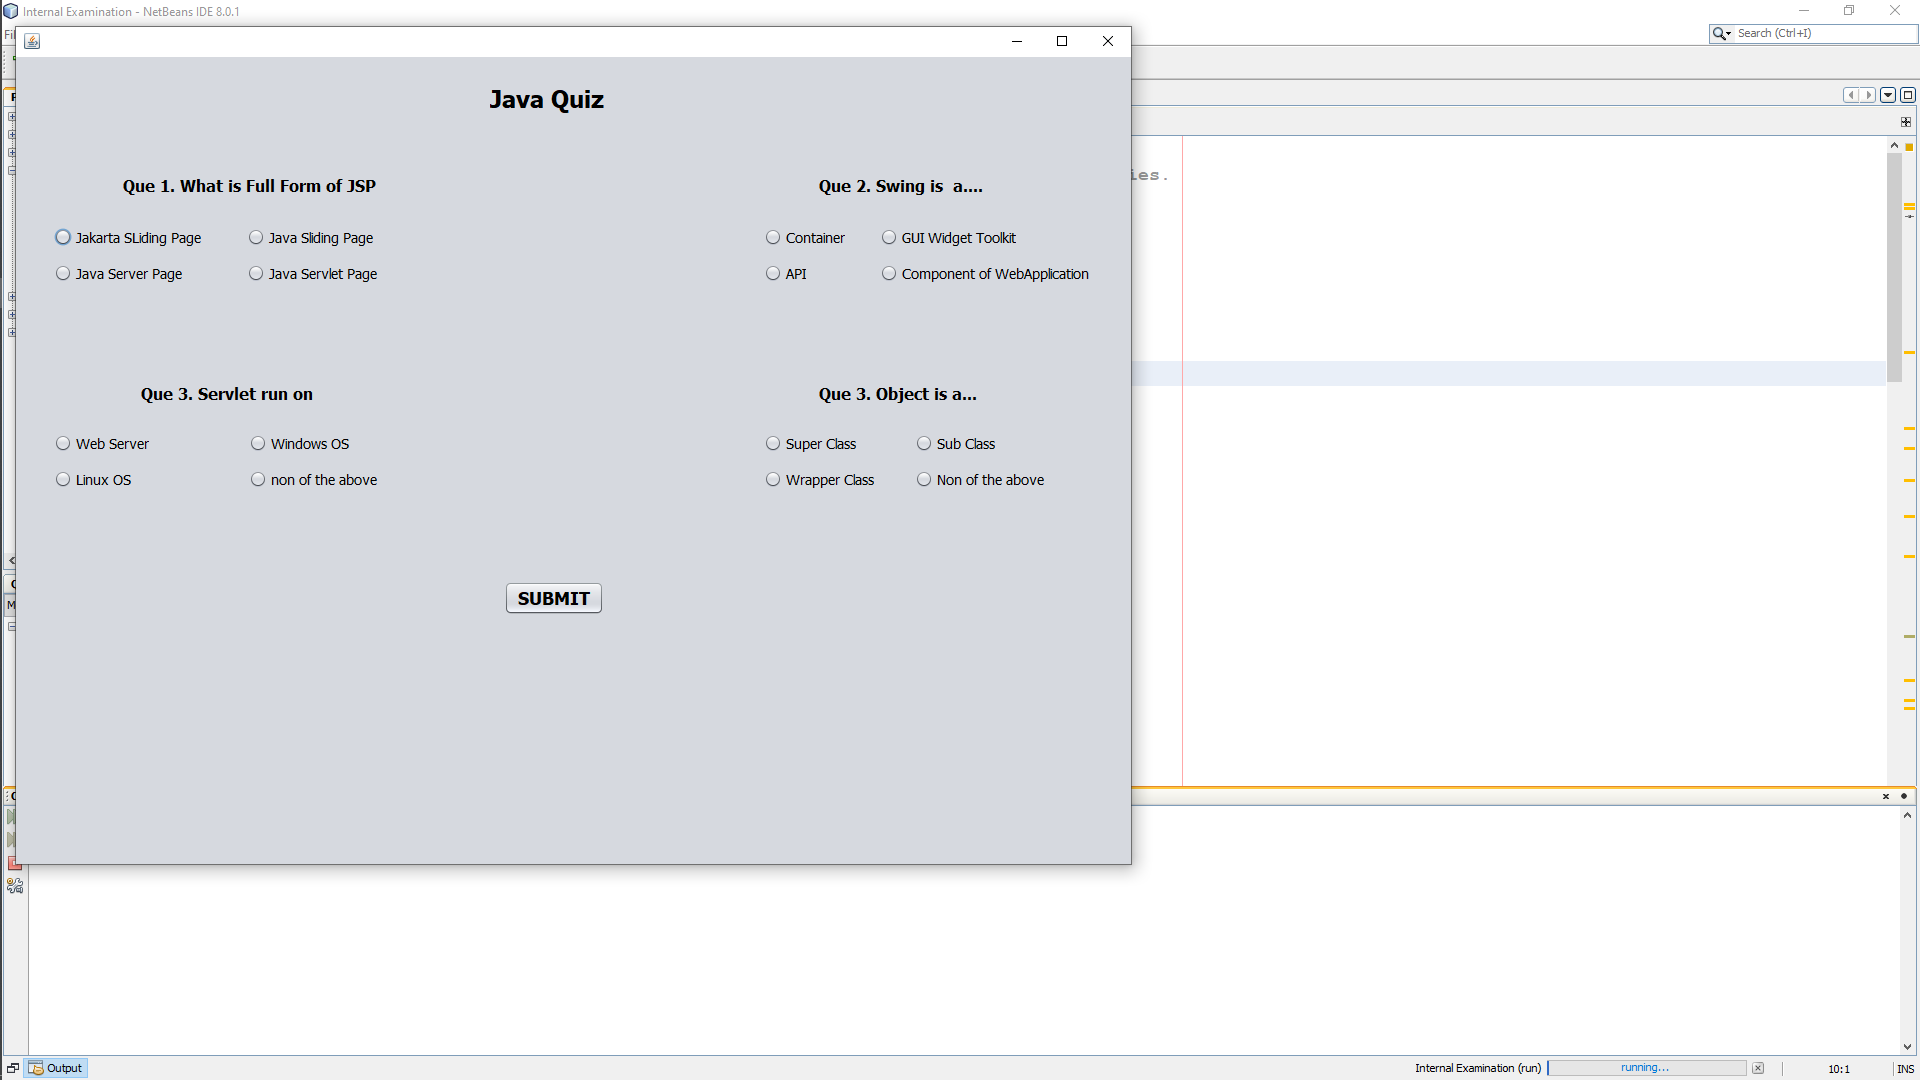 Internal Examination - NetBeans IDE 8.0.1
Search (Ctrl+I)
Java Quiz
ies.
Que 1. What is Full Form of JSP
Que 2. Swing is  a....
Jakarta SLiding Page
Java Sliding Page
Container
GUI Widget Toolkit
Java Server Page
Java Servlet Page
API
Component of WebApplication
Que 3. Servlet run on
Que 3. Object is a...
Web Server
Windows OS
Super Class
Sub Class
Linux OS
non of the above
Wrapper Class
Non of the above
SUBMIT
Output
Internal Examination (run)
running...
10:1
INS